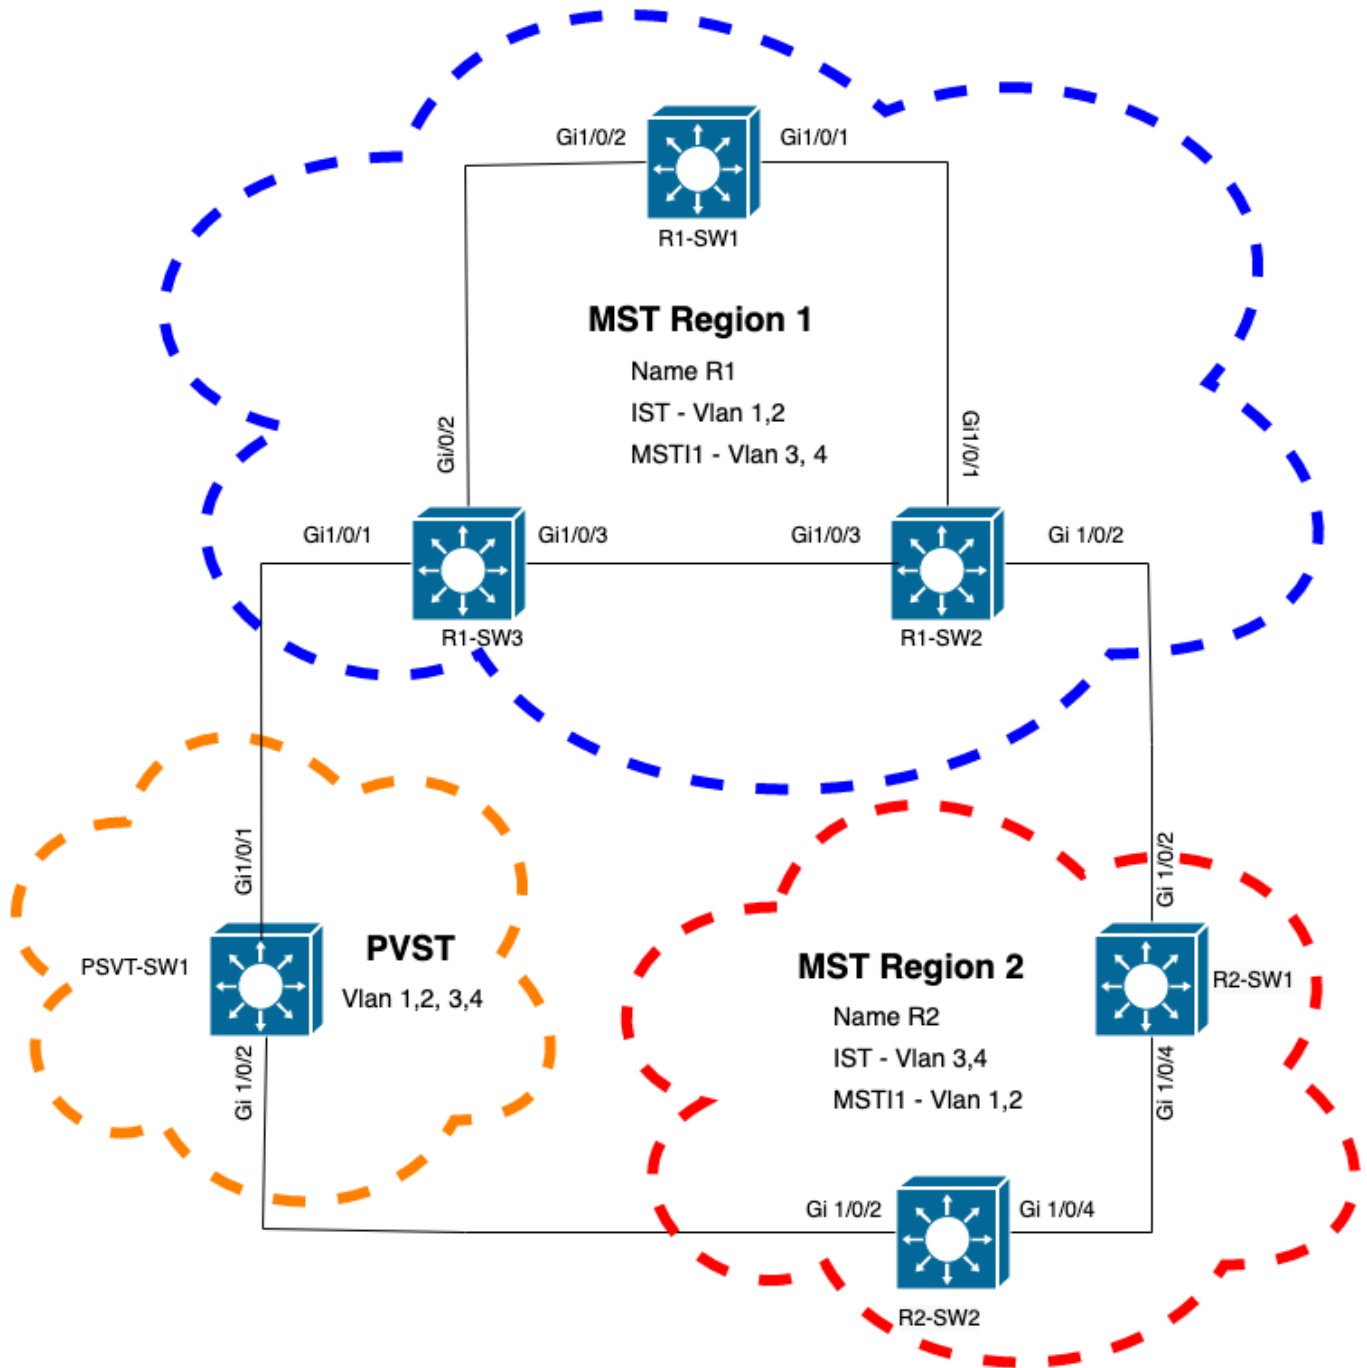 Gi1/0/2
Gi1/0/1
R1-SW1
MST Region 1
Name R1
IST - Vlan 1,2
MSTI1 - Vlan 3, 4
Gi/0/2
Gi1/0/1
Gi1/0/1
Gi1/0/3
Gi1/0/3
Gi 1/0/2
R1-SW3
R1-SW2
Gi1/0/1
Gi 1/0/2
PSVT-SW1
PVST
Vlan 1,2, 3,4
MST Region 2
Name R2
IST - Vlan 3,4
MSTI1 - Vlan 1,2
R2-SW1
Gi 1/0/2
Gi 1/0/4
Gi 1/0/2
Gi 1/0/4
R2-SW2